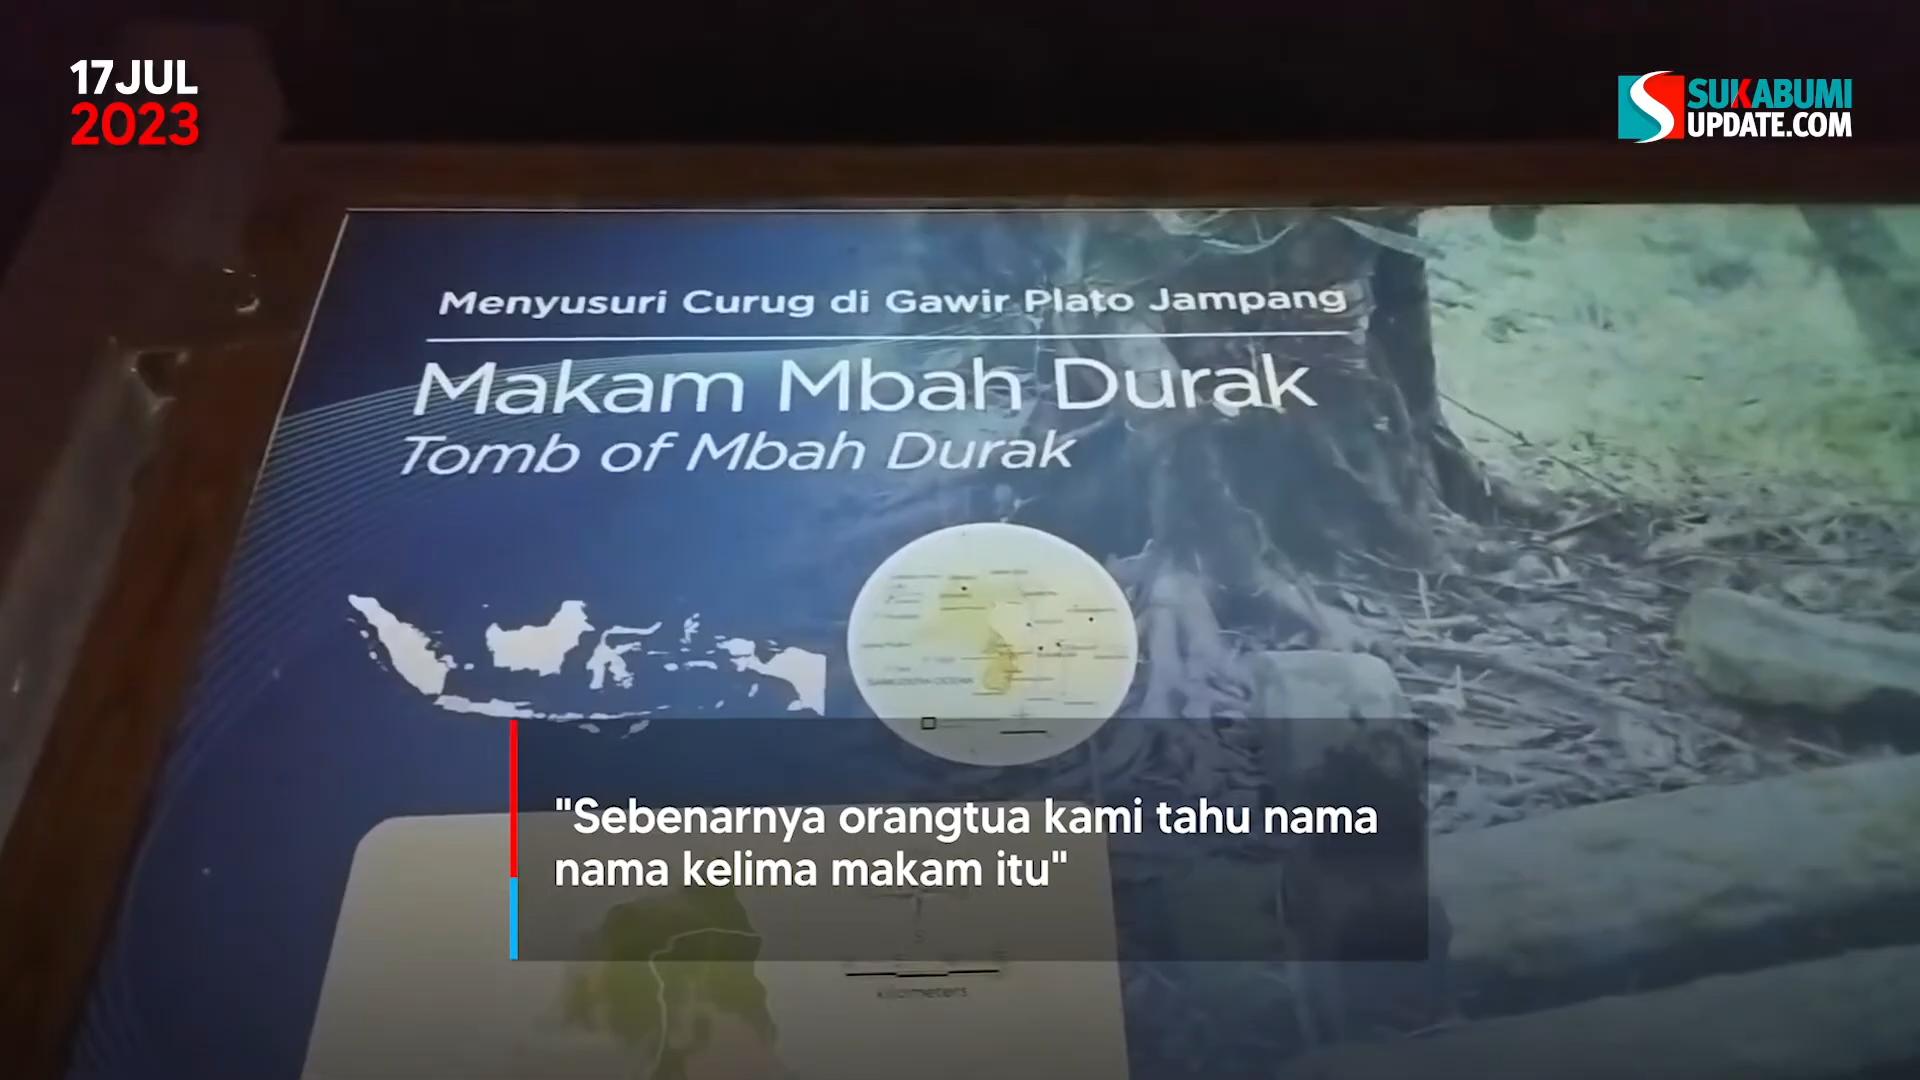 17JUL
2023
SUKABUMI
UPDATE.COM
Menyusuri Curug di Gawir Plato Jampang
Makam Mbah Durak
Tomb of Mbah Durak
"Sebenarnya orangtua kami tahu nama
nama kelima makam itu"
kilometers